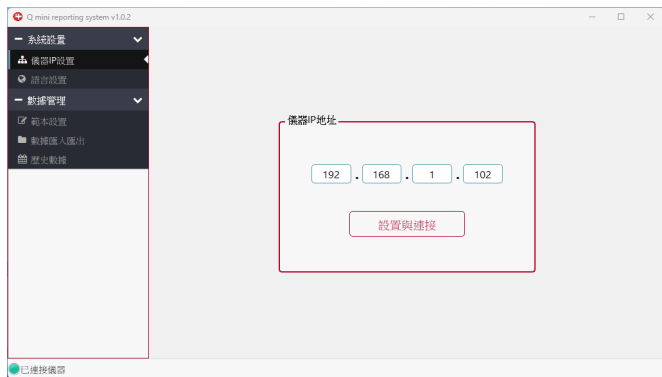 Q mini reporting system v1.0.2
系統設置
儀器IP設置
語言設置
數據管理
範本設置
數據匯入匯出
歷史數據
儀器IP地址
192 . 168 . 1 . 102
設置與連接
已連接儀器